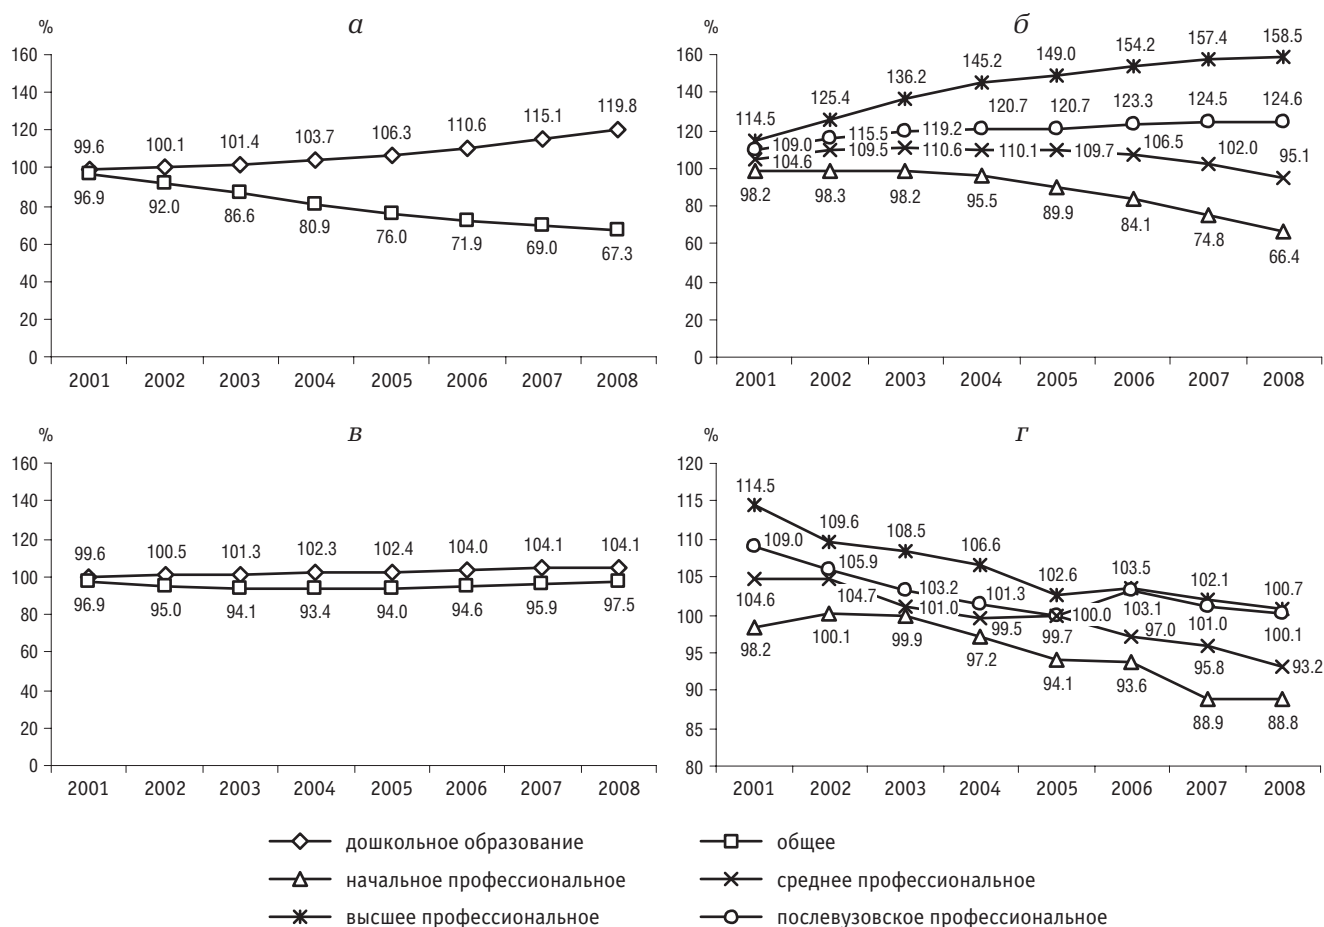 % а
160
140
120
100
80
60
40
20
0
99.6 100.1 101.4 103.7 106.3 110.6 115.1 119.8
96.9 92.0 86.6 80.9 76.0 71.9 69.0 67.3
2001 2002 2003 2004 2005 2006 2007 2008
% б
160
140
120
100
80
60
40
20
0
114.5 125.4 136.2 145.2 149.0 154.2 157.4 158.5
109.0 115.5 119.2 120.7 120.7 123.3 124.5 124.6
104.6 109.5 110.6 110.1 109.7 106.5 102.0 95.1
98.2 98.3 98.2 95.5 89.9 84.1 74.8 66.4
2001 2002 2003 2004 2005 2006 2007 2008
% в
160
140
120
100
80
60
40
20
0
99.6 100.5 101.3 102.3 102.4 104.0 104.1 104.1
96.9 95.0 94.1 93.4 94.0 94.6 95.9 97.5
2001 2002 2003 2004 2005 2006 2007 2008
% г
120
115
110
105
100
95
90
85
80
114.5 109.6 108.5 106.6 102.6 103.5 102.1 100.7
109.0 105.9 103.2 101.3 100.0 103.1 101.0 100.1
104.6 104.7 101.0 99.5 99.7 97.0 95.8 93.2
98.2 100.1 99.9 97.2 94.1 93.6 88.9 88.8
2001 2002 2003 2004 2005 2006 2007 2008
дошкольное образование общее
начальное профессиональное среднее профессиональное
высшее профессиональное послевузовское профессиональное